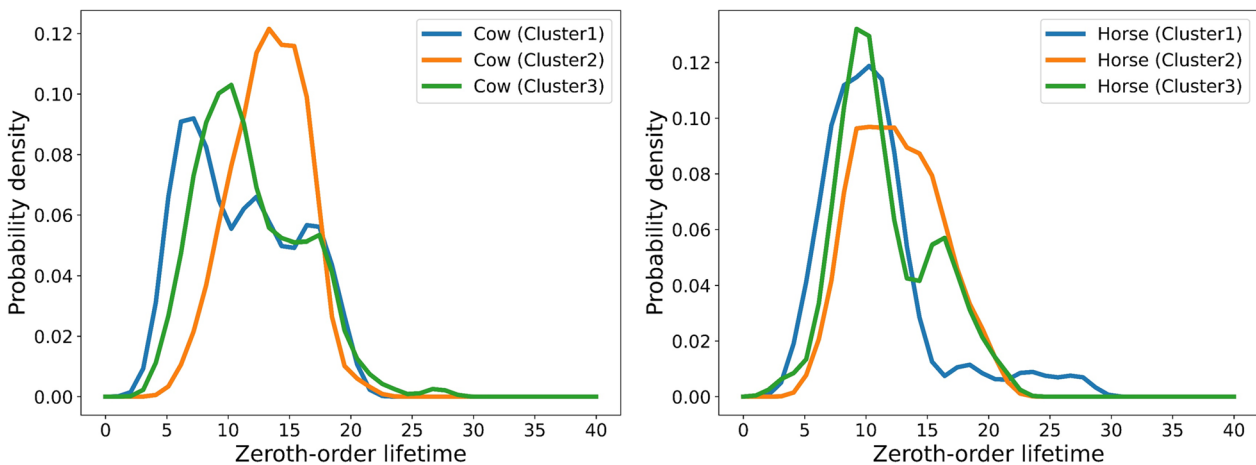 Cow (Cluster1)
Cow (Cluster2)
Cow (Cluster3)
Probability density
0.12
0.10
0.08
0.06
0.04
0.02
0.00
0 5 10 15 20 25 30 35 40
Zeroth-order lifetime
Horse (Cluster1)
Horse (Cluster2)
Horse (Cluster3)
Probability density
0.12
0.10
0.08
0.06
0.04
0.02
0.00
0 5 10 15 20 25 30 35 40
Zeroth-order lifetime